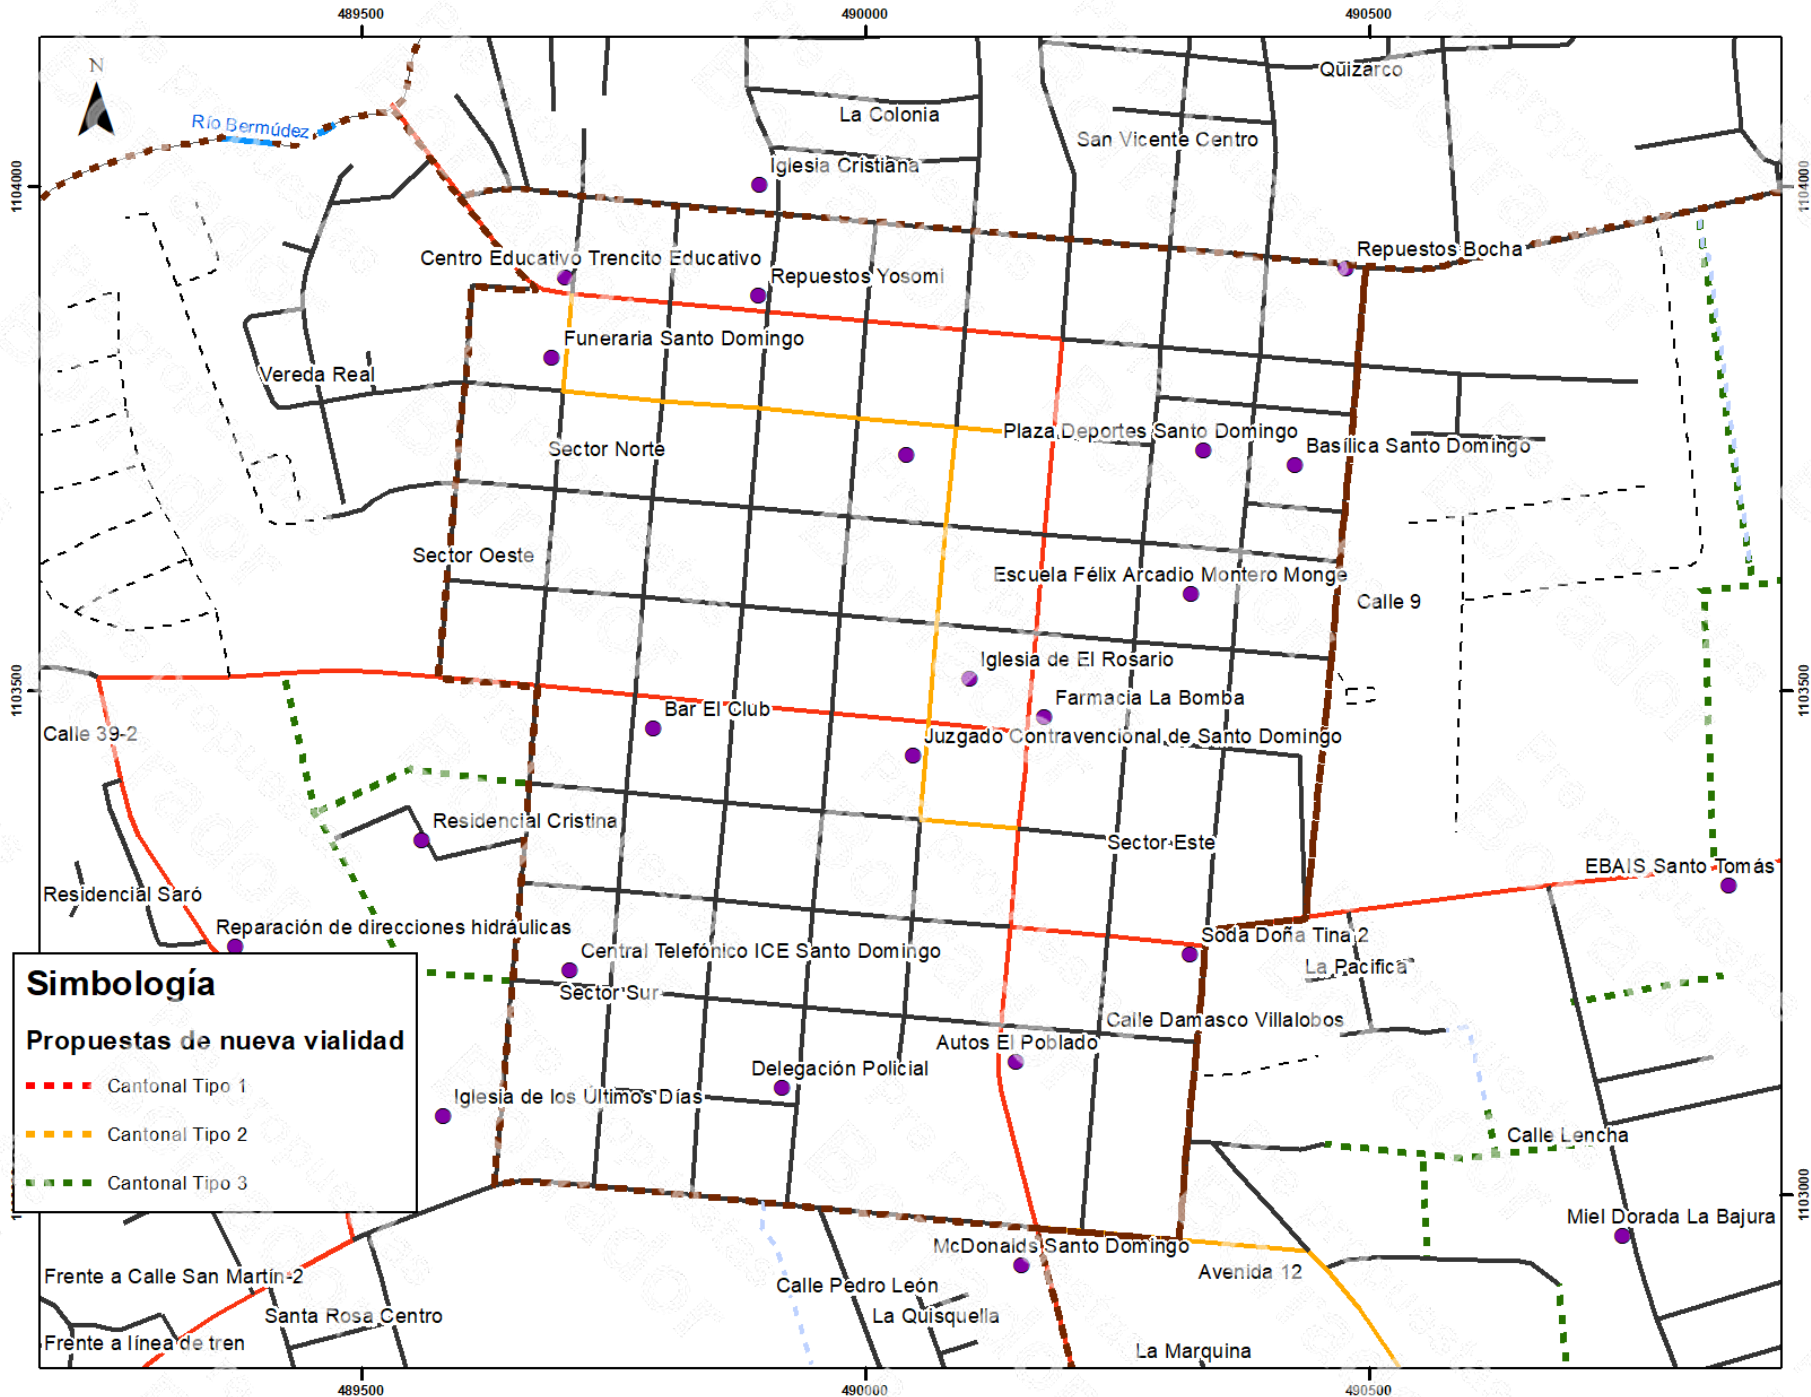 489500
490000
490500
N
Quizarco
La Colonia
Río Bermúdez
San Vicente Centro
Iglesia Cristiana
1104000
1104000
Repuestos Bocha
Centro Educativo Trencito Educativo
Repuestos Yosomi
Funeraria Santo Domingo
Vereda Real
Plaza Deportes Santo Domingo
Sector Norte
Basílica Santo Domingo
Sector Oeste
Escuela Félix Arcadio Montero Monge
Calle 9
Iglesia de El Rosario
1103500
1103500
Farmacia La Bomba
Bar El Club
Calle 39-2
Juzgado Contravencional de Santo Domingo
Residencial Cristina
Sector Este
EBAIS Santo Tomás
Residencial Saró
Reparación de direcciones hidráulicas
Soda Doña Tina 2
Central Telefónico ICE Santo Domingo
La Pacifica
Sector Sur
Calle Damasco Villalobos
Autos El Poblado
Delegación Policial
Iglesia de los Últimos Días
Calle Lencha
1103000
Miel Dorada La Bajura
McDonalds Santo Domingo
Avenida 12
Calle Pedro León
La Quisquella
La Marquina
Simbología
Propuestas de nueva vialidad
Cantonal Tipo 1
Cantonal Tipo 2
Cantonal Tipo 3
Frente a Calle San Martín-2
Santa Rosa Centro
Frente a línea de tren
489500
490000
490500